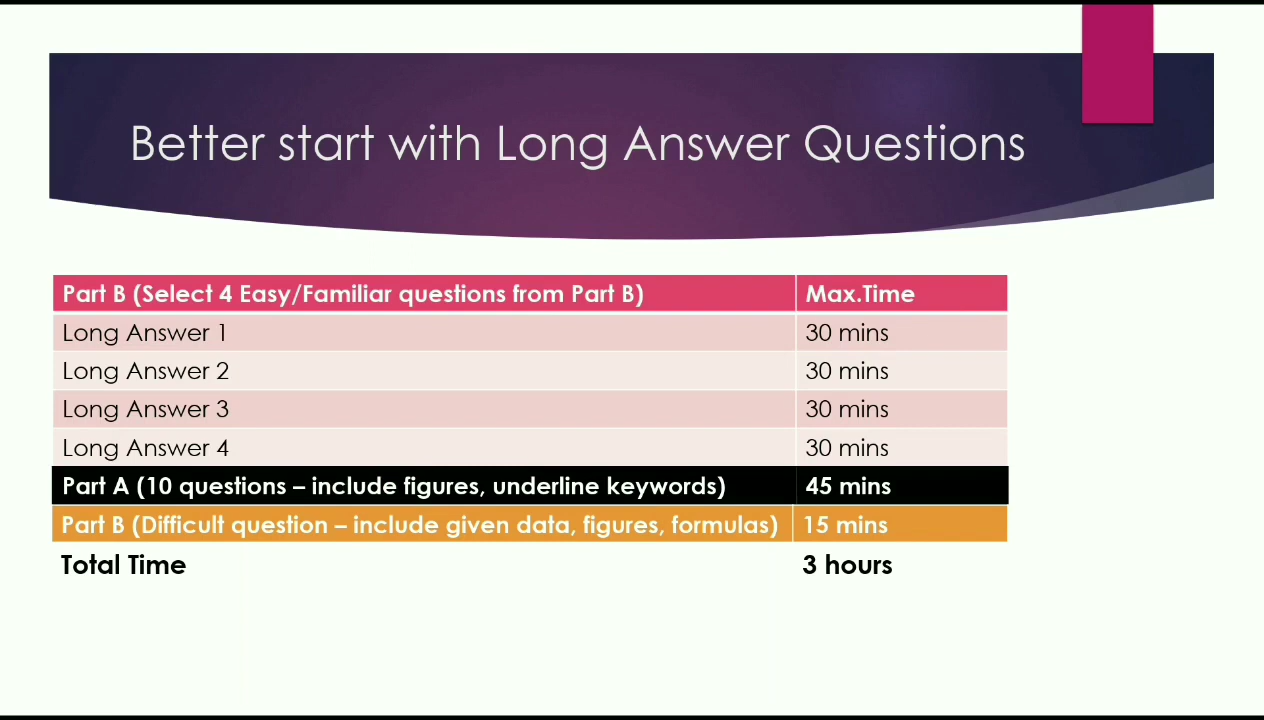 Better start with Long Answer Questions
Part B (Select 4 Easy/Familiar questions from Part B) Max.Time
Long Answer 1 30 mins
Long Answer 2 30 mins
Long Answer 3 30 mins
Long Answer 4 30 mins
Part A (10 questions – include figures, underline keywords) 45 mins
Part B (Difficult question – include given data, figures, formulas) 15 mins
Total Time 3 hours